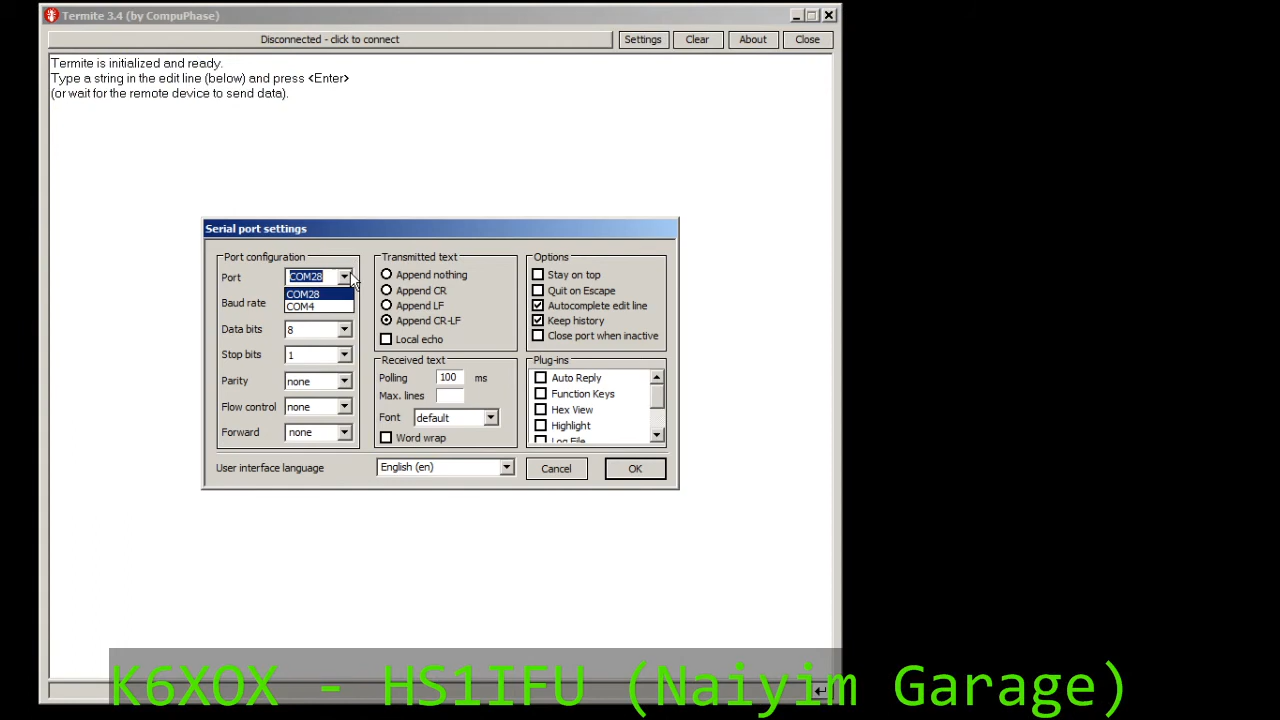 Termite 3.4 (by CompuPhase)
Disconnected - click to connect
Settings
Clear
About
Close
Termite is initialized and ready.
Type a string in the edit line (below) and press <Enter>
(or wait for the remote device to send data).
Serial port settings
Port configuration
Port
COM28
COM28
COM4
Baud rate
Data bits
8
Stop bits
1
Parity
none
Flow control
none
Forward
none
Transmitted text
Append nothing
Append CR
Append LF
Append CR-LF
Local echo
Received text
Polling
100
ms
Max. lines
Font
default
Word wrap
Options
Stay on top
Quit on Escape
Autocomplete edit line
Keep history
Close port when inactive
Plug-ins
Auto Reply
Function Keys
Hex View
Highlight
Log File
User interface language
English (en)
Cancel
OK
K6XOX - HS1IFU (Naiyim Garage)